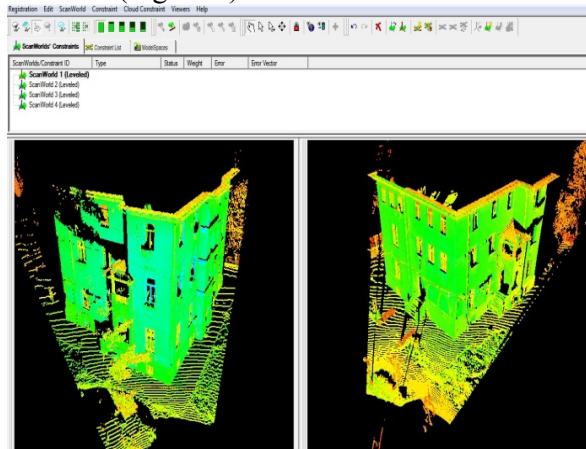 Registration Edit ScanWorld Constraint Cloud Constraint Viewers Help
ScanWorlds' Constraints Constraint List ModelSpaces
ScanWorlds/Constraint ID Type Status Weight Error Error Vector
ScanWorld 1 (Leveled)
ScanWorld 2 (Leveled)
ScanWorld 3 (Leveled)
ScanWorld 4 (Leveled)